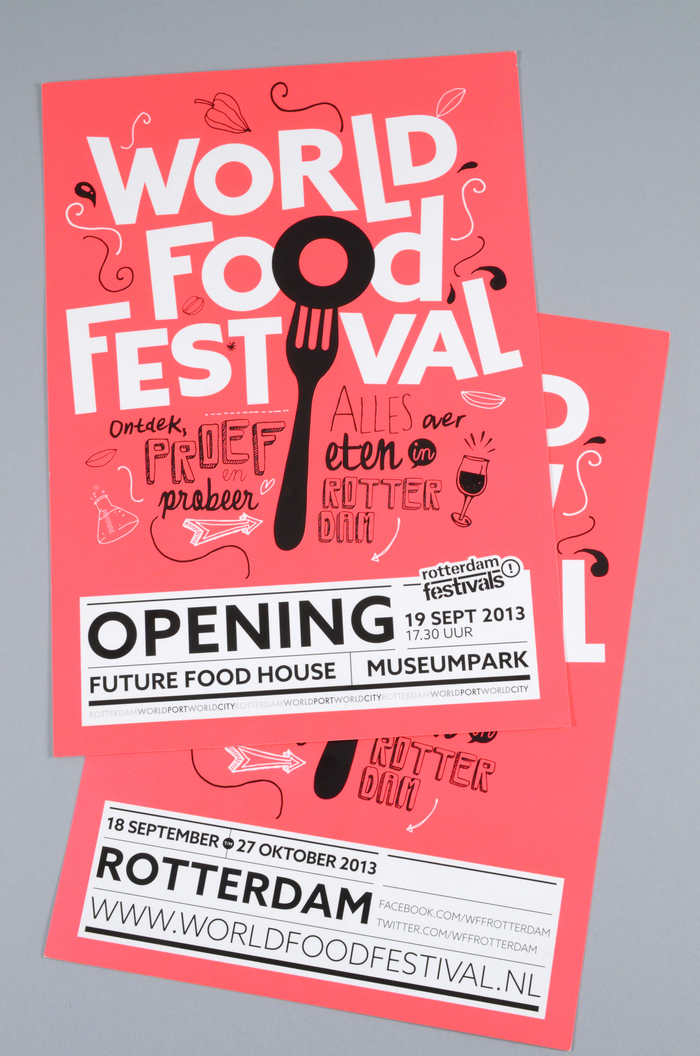 WORLD
FOOd
FESTIVAL
Ontdek,
PROEF
en
probeer
ALLES over
eten in
ROTTER
DAM
rotterdam
festivals
OPENING
19 SEPT 2013
17.30 UUR
FUTURE FOOD HOUSE
MUSEUMPARK
ROTTERDAMWORLDPORTWORLDCITYROTTERDAMWORLDPORTWORLDCITYROTTERDAMWORLDPORTWORLDCITY
D
L
in
ROTTER
DAM
18 SEPTEMBER T/M 27 OKTOBER 2013
ROTTERDAM
FACEBOOK.COM/WFFROTTERDAM
TWITTER.COM/WFFROTTERDAM
WWW.WORLDFOODFESTIVAL.NL